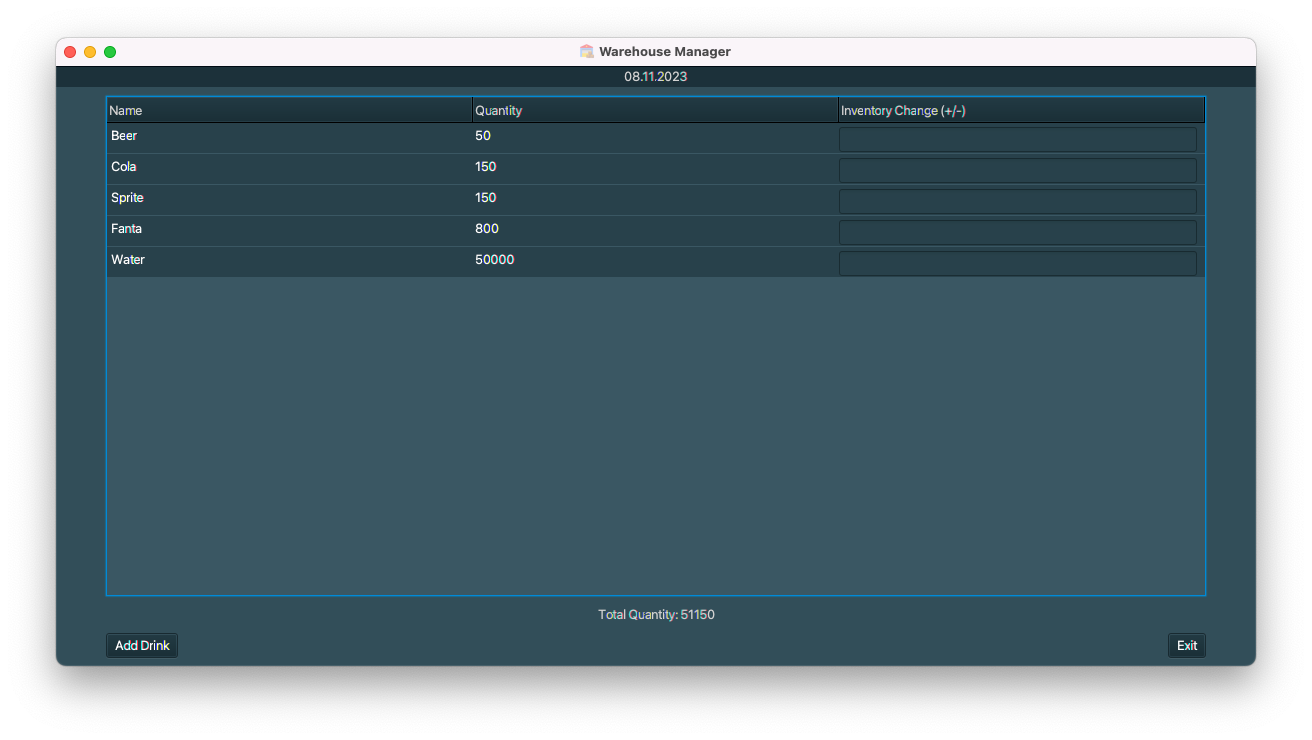 Warehouse Manager
08.11.2023
Name Quantity Inventory Change (+/-)
Beer 50
Cola 150
Sprite 150
Fanta 800
Water 50000
Total Quantity: 51150
Add Drink Exit